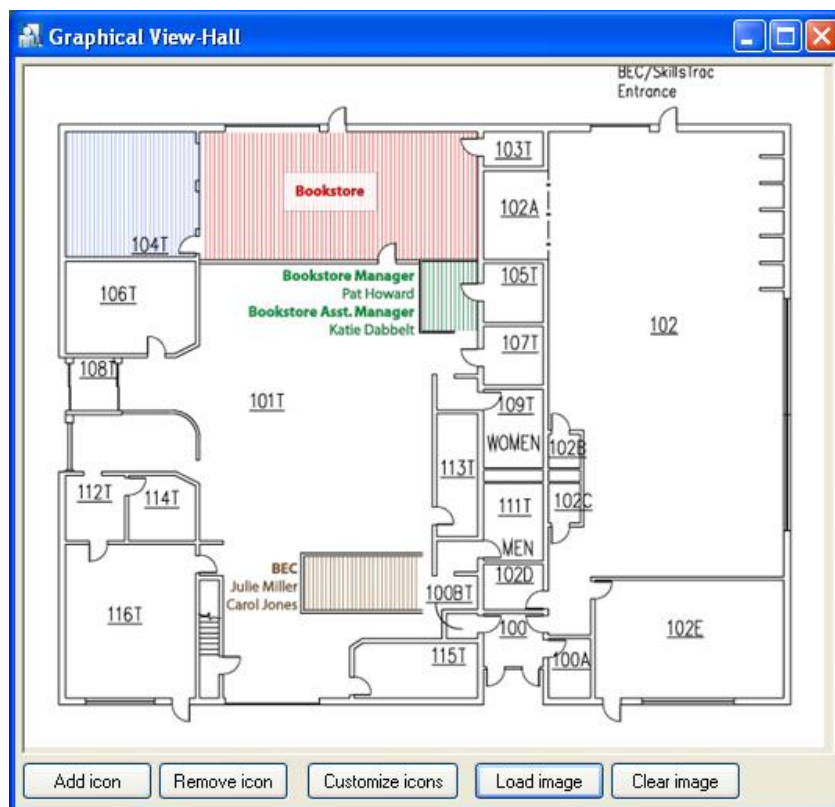 Graphical View-Hall
BEC/SkillsTrac
Entrance
103T
Bookstore
102A
104T
Bookstore Manager
Pat Howard
Bookstore Asst. Manager
Katie Dabbelt
105T
106T
107T
102
108T
101T
109T
WOMEN
102B
113T
112T
114T
111T
102C
MEN
BEC
Julie Miller
Carol Jones
102D
100BT
116T
100
102E
115T
100A
Add icon
Remove icon
Customize icons
Load image
Clear image